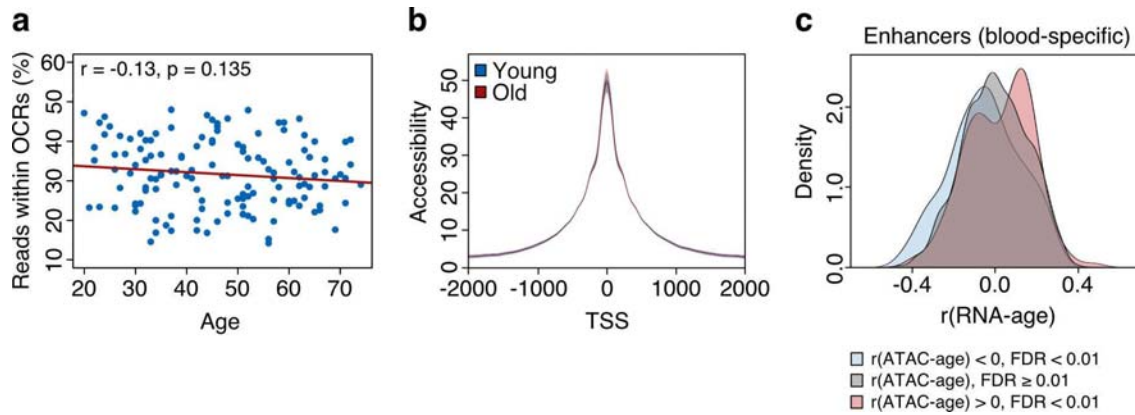 a
Reads within OCRs (%)
60
50
40
30
20
10
r = -0.13, p = 0.135
20 30 40 50 60 70
Age
b
Accessibility
50
40
30
20
10
0
Young
Old
-2000 -1000 0 1000 2000
TSS
c
Enhancers (blood-specific)
Density
2.0
1.0
0.0
-0.4 0.0 0.4
r(RNA-age)
r(ATAC-age) < 0, FDR < 0.01
r(ATAC-age), FDR ≥ 0.01
r(ATAC-age) > 0, FDR < 0.01